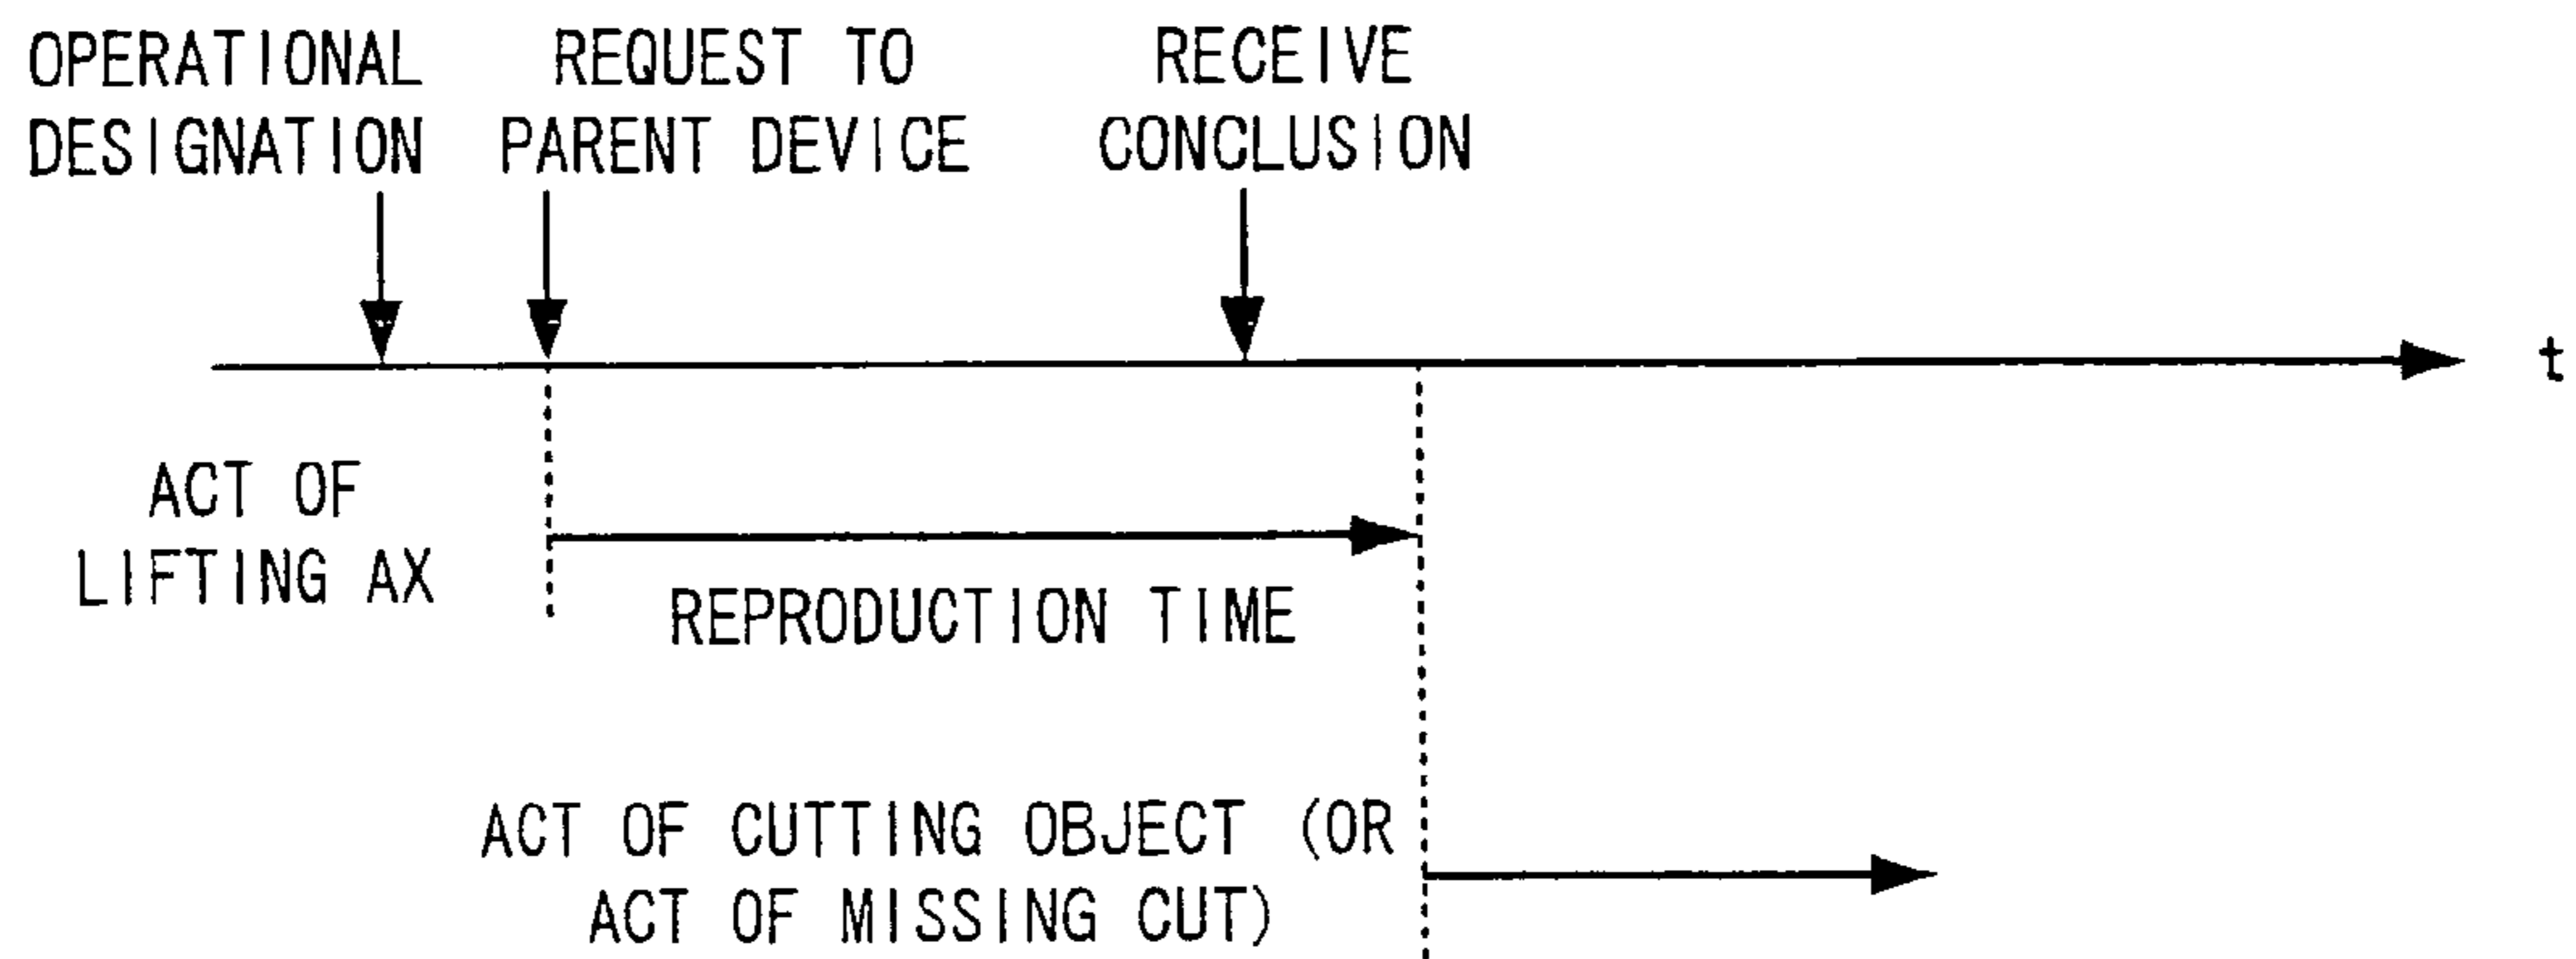 OPERATIONAL
DESIGNATION
REQUEST TO
PARENT DEVICE
RECEIVE
CONCLUSION
t
ACT OF
LIFTING AX
REPRODUCTION TIME
ACT OF CUTTING OBJECT (OR
ACT OF MISSING CUT)